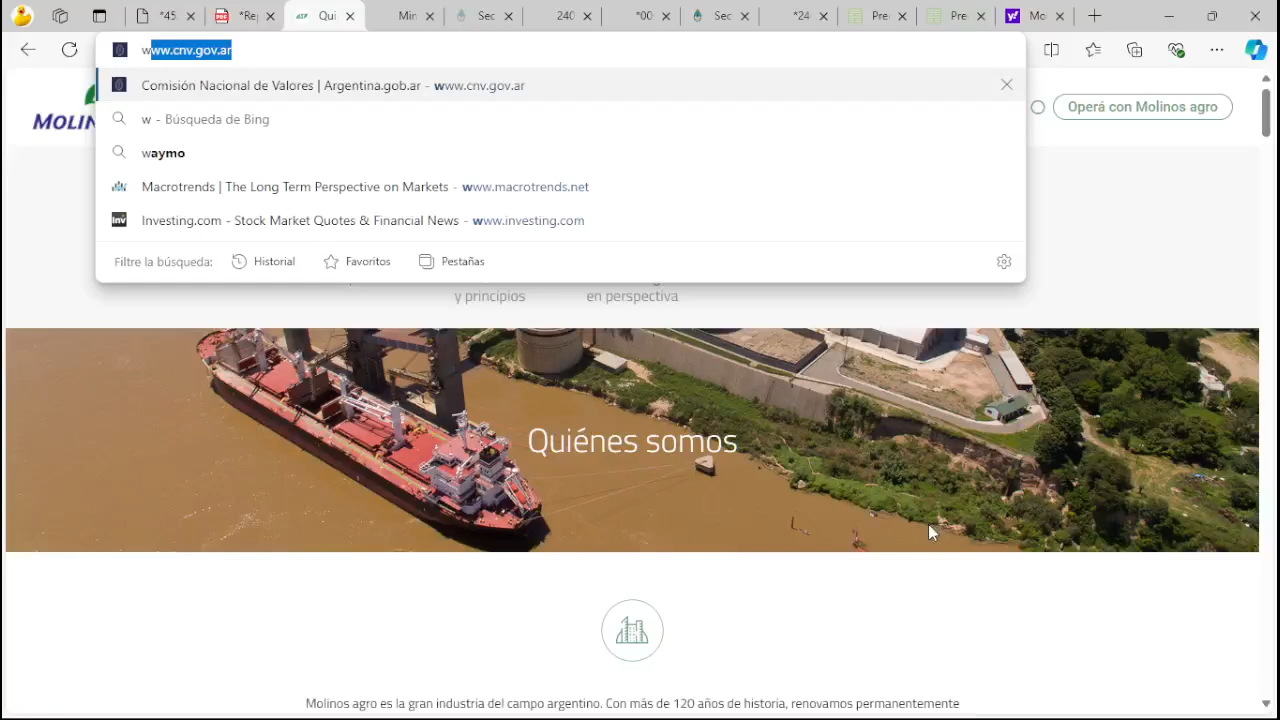 *45.
*Rej
Qui
Min
Sec
240
*00
Sec
*24
Pre
Pre
Mo
www.cnv.gov.ar
Comisión Nacional de Valores | Argentina.gob.ar - www.cnv.gov.ar
w - Búsqueda de Bing
waymo
Macrotrends | The Long Term Perspective on Markets - www.macrotrends.net
Investing.com - Stock Market Quotes & Financial News - www.investing.com
Filtre la búsqueda: Historial Favoritos Pestañas
MOLIN
Operá con Molinos agro
y principios
en perspectiva
Quiénes somos
Molinos agro es la gran industria del campo argentino. Con más de 120 años de historia, renovamos permanentemente